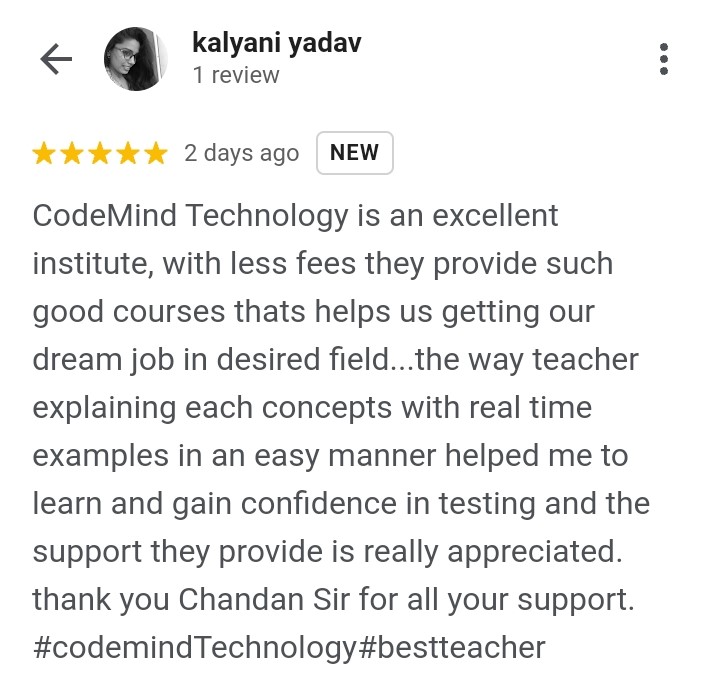 kalyani yadav
1 review
2 days ago NEW
CodeMind Technology is an excellent
institute, with less fees they provide such
good courses thats helps us getting our
dream job in desired field...the way teacher
explaining each concepts with real time
examples in an easy manner helped me to
learn and gain confidence in testing and the
support they provide is really appreciated.
thank you Chandan Sir for all your support.
#codemindTechnology#bestteacher